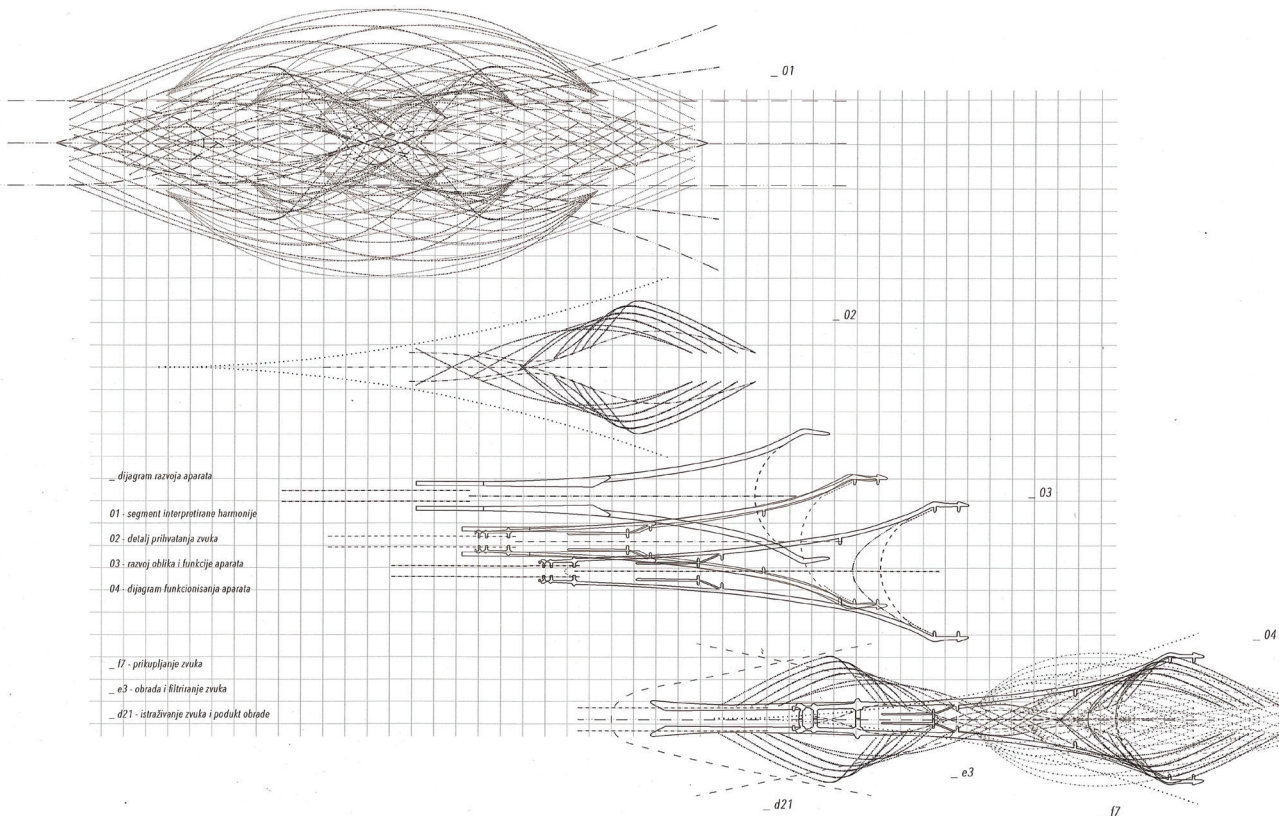 _ 01
_ 02
_ dijagram razvoja aparata
_ 03
01 - segment interpretirane harmonije
02 - detalj prihvatanja zvuka
03 - razvoj oblika i funkcije aparata
04 - dijagram funkcionisanja aparata
_ 04
_ f7 - prikupljanje zvuka
_ e3 - obrada i filtriranje zvuka
_ d21 - istraživanje zvuka i podukt obrade
_ e3
_ d21
_ f7